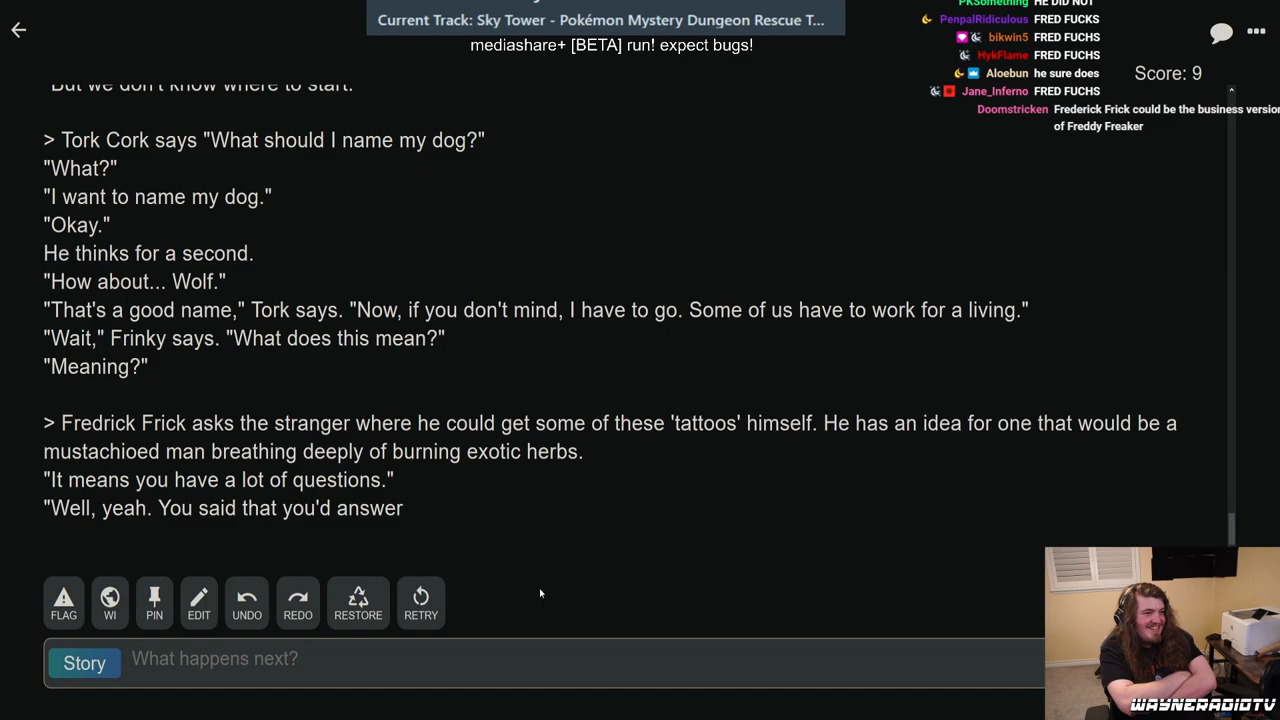 Current Track: Sky Tower - Pokémon Mystery Dungeon Rescue T...
mediashare+ [BETA] run! expect bugs!
PKSomething HE DID NOT
PenpalRidiculous FRED FUCKS
bikwin5 FRED FUCHS
HykFlame FRED FUCHS
Aloebun he sure does
Jane_Inferno FRED FUCHS
Doomstricken Frederick Frick could be the business version
of Freddy Freaker
Score: 9
"But we don't know where to start.
> Tork Cork says "What should I name my dog?"
"What?"
"I want to name my dog."
"Okay."
He thinks for a second.
"How about... Wolf."
"That's a good name," Tork says. "Now, if you don't mind, I have to go. Some of us have to work for a living."
"Wait," Frinky says. "What does this mean?"
"Meaning?"
> Fredrick Frick asks the stranger where he could get some of these 'tattoos' himself. He has an idea for one that would be a
mustachioed man breathing deeply of burning exotic herbs.
"It means you have a lot of questions."
"Well, yeah. You said that you'd answer
FLAG WI PIN EDIT UNDO REDO RESTORE RETRY
Story What happens next?
WAYNERADIOTV